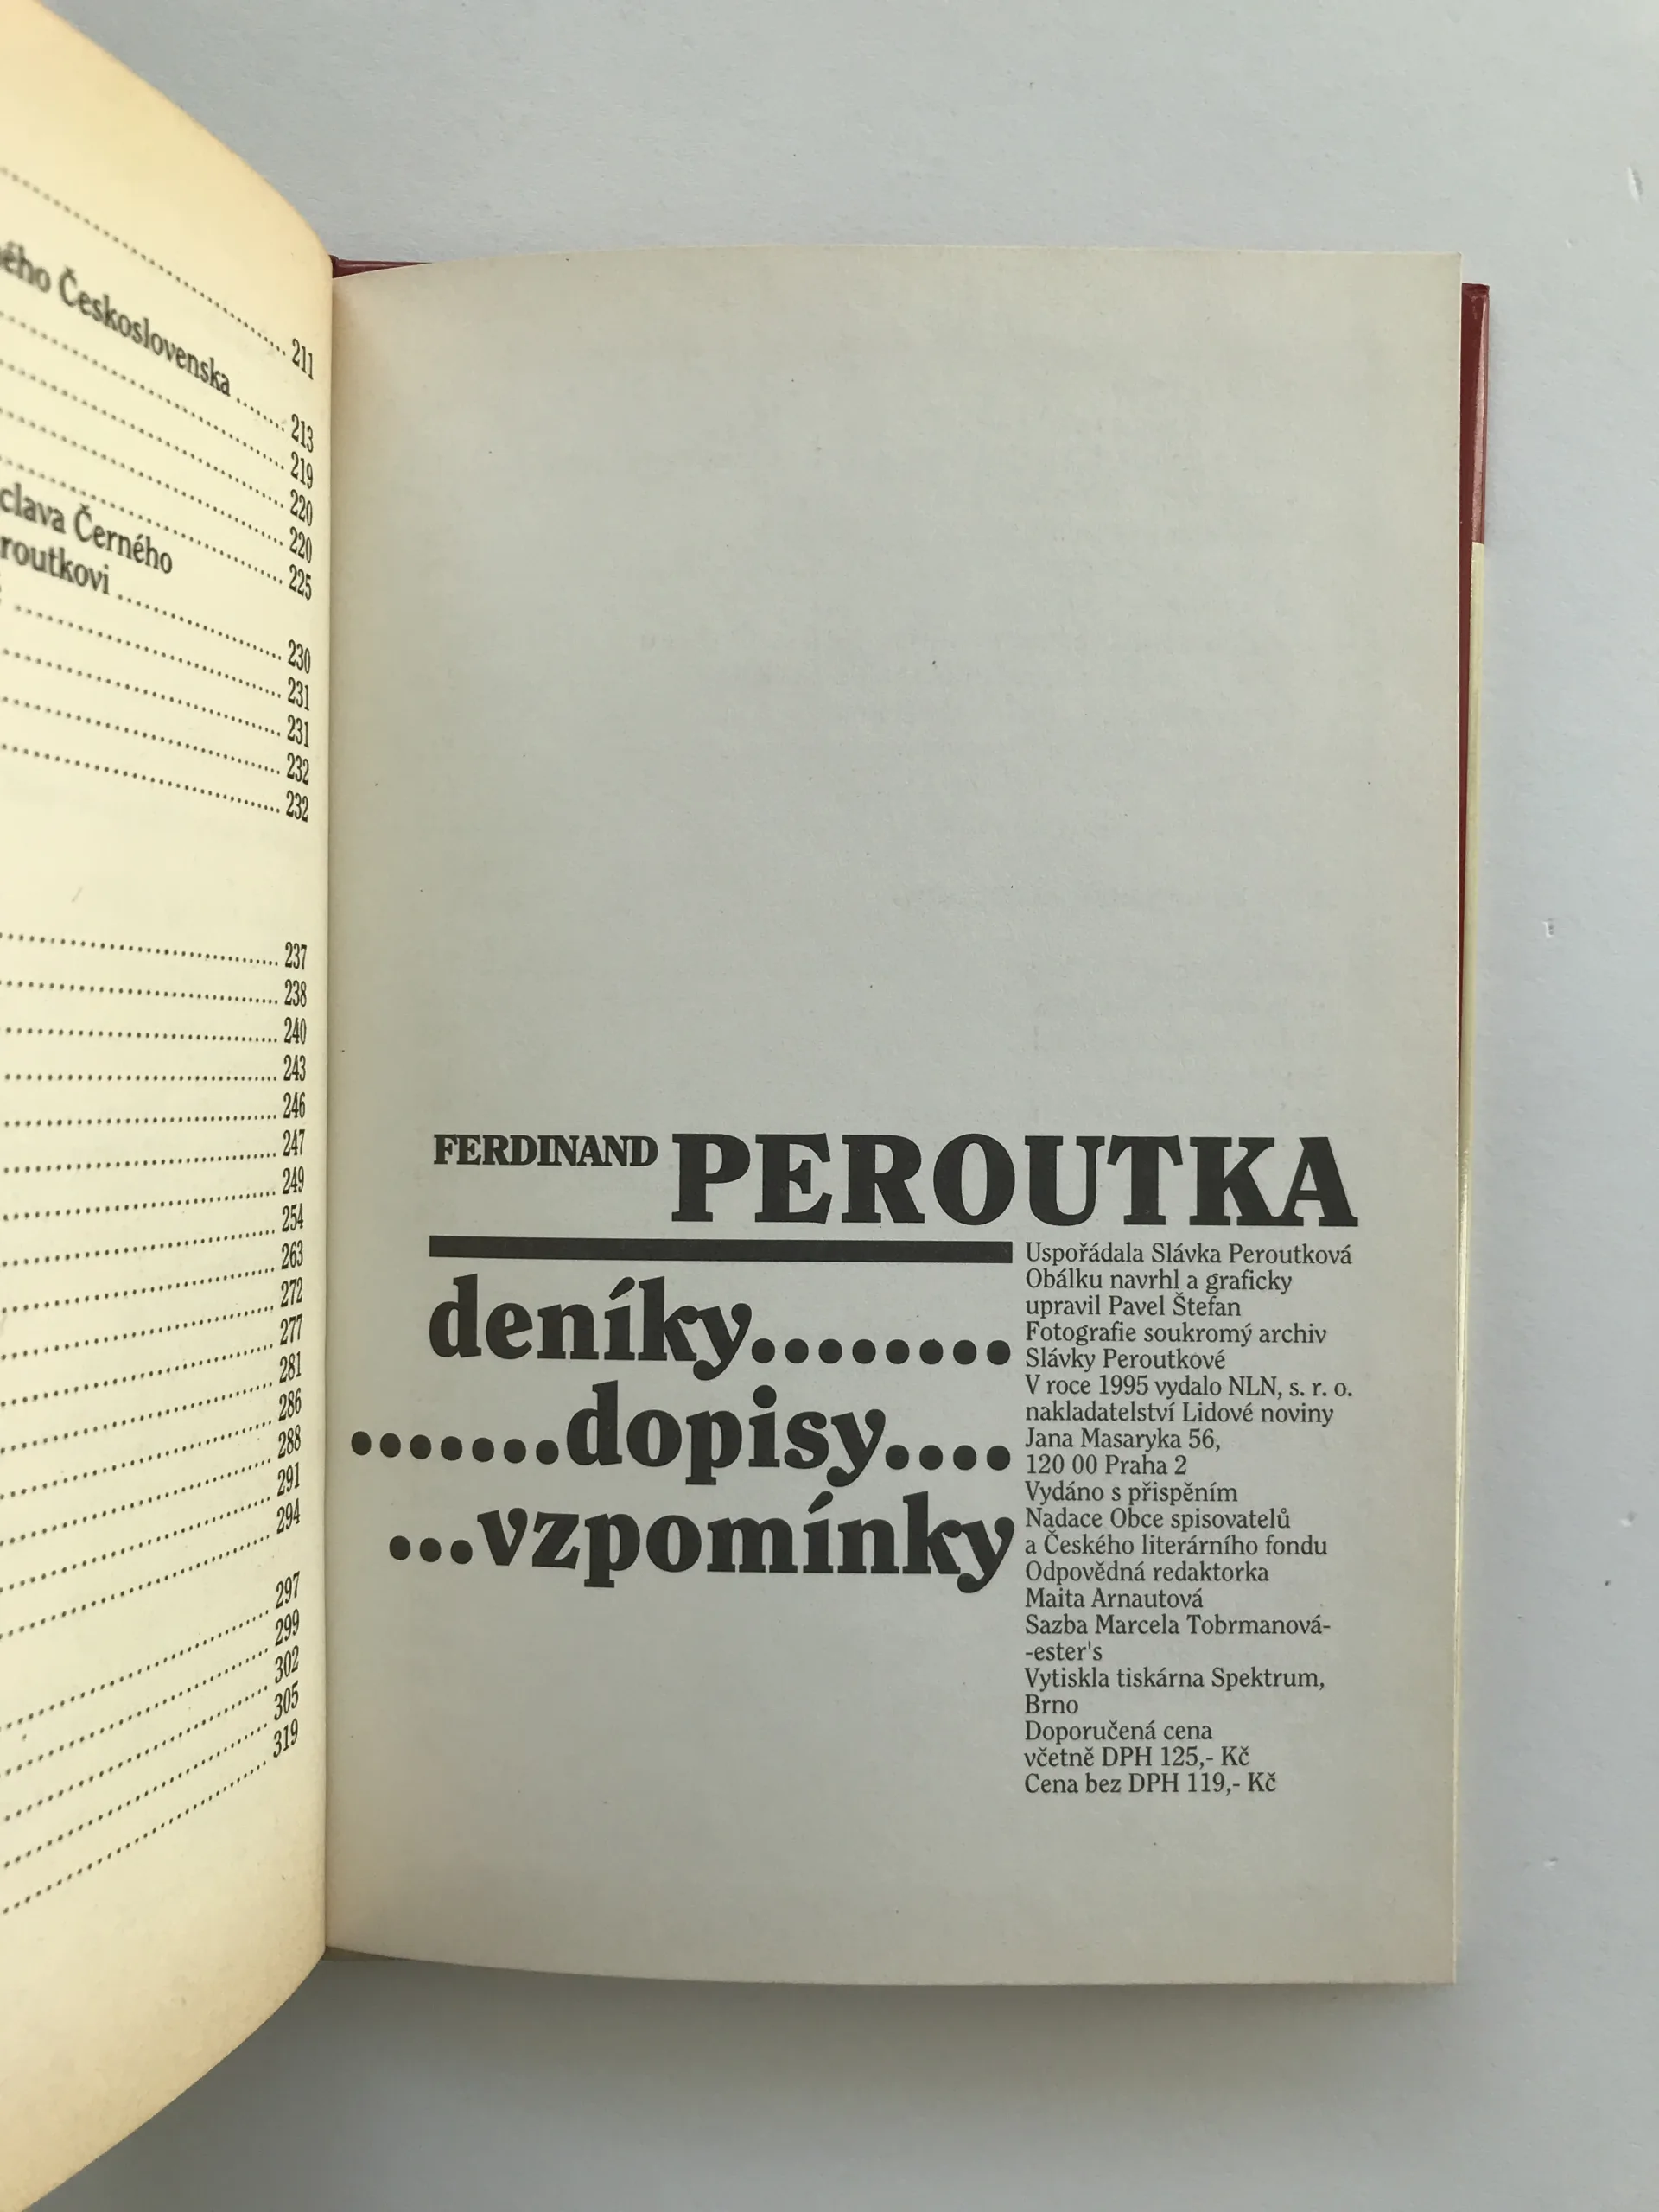 211
ého Československa 213
219
220
220
225
clava Černého
routkovi 230
231
231
232
232
237
238
240
243
246
247
249
254
263
272
277
281
286
288
291
294
297
299
302
305
319
FERDINAND PEROUTKA
deníky........
.......dopisy....
...vzpomínky
Uspořádala Slávka Peroutková
Obálku navrhl a graficky
upravil Pavel Štefan
Fotografie soukromý archiv
Slávky Peroutkové
V roce 1995 vydalo NLN, s. r. o.
nakladatelství Lidové noviny
Jana Masaryka 56,
120 00 Praha 2
Vydáno s přispěním
Nadace Obce spisovatelů
a Českého literárního fondu
Odpovědná redaktorka
Maita Arnautová
Sazba Marcela Tobrmanová-
-ester's
Vytiskla tiskárna Spektrum,
Brno
Doporučená cena
včetně DPH 125,- Kč
Cena bez DPH 119,- Kč